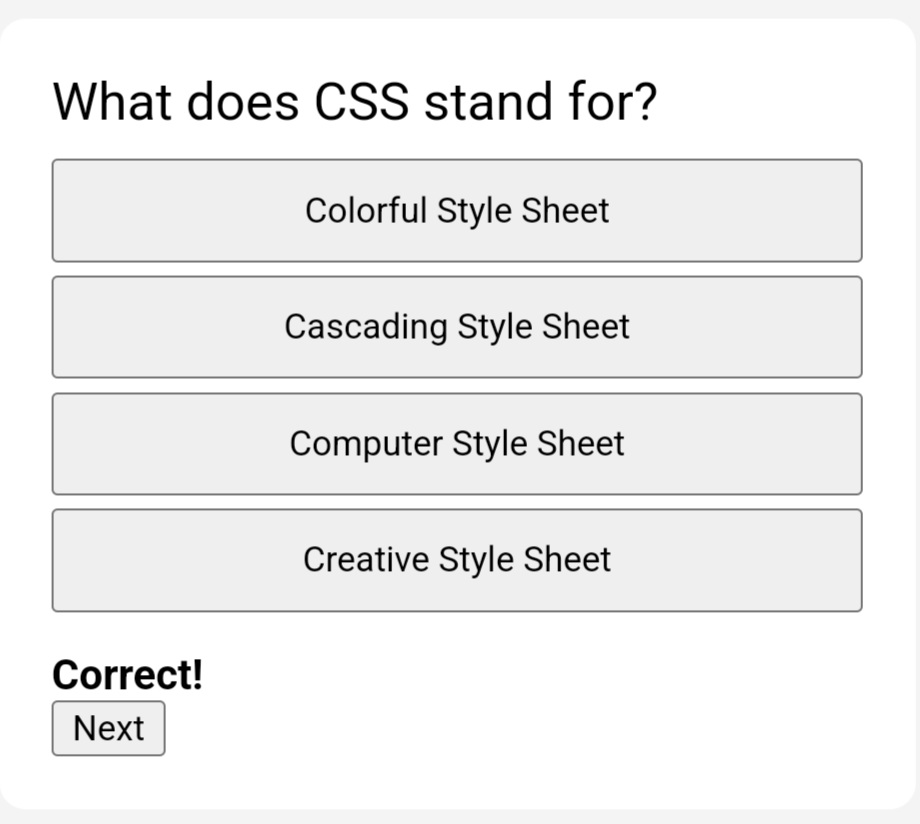 What does CSS stand for?
Colorful Style Sheet
Cascading Style Sheet
Computer Style Sheet
Creative Style Sheet
Correct!
Next